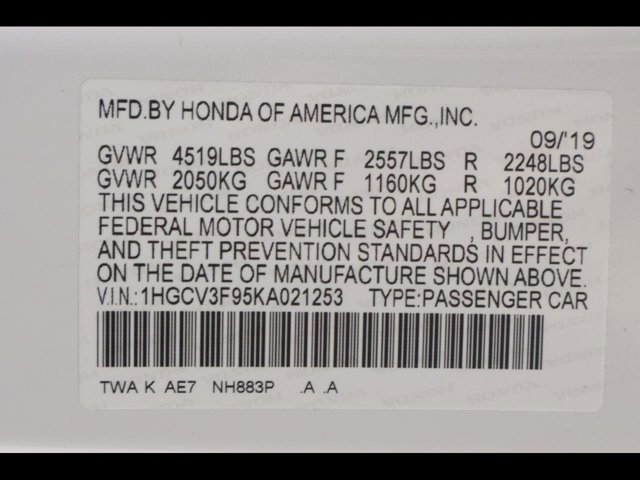 MFD.BY HONDA OF AMERICA MFG.,INC.
09/'19
GVWR 4519LBS GAWR F 2557LBS R 2248LBS
GVWR 2050KG GAWR F 1160KG R 1020KG
THIS VEHICLE CONFORMS TO ALL APPLICABLE
FEDERAL MOTOR VEHICLE SAFETY , BUMPER,
AND THEFT PREVENTION STANDARDS IN EFFECT
ON THE DATE OF MANUFACTURE SHOWN ABOVE.
V.I.N.:1HGCV3F95KA021253 TYPE:PASSENGER CAR
TWA K AE7 NH883P .A .A